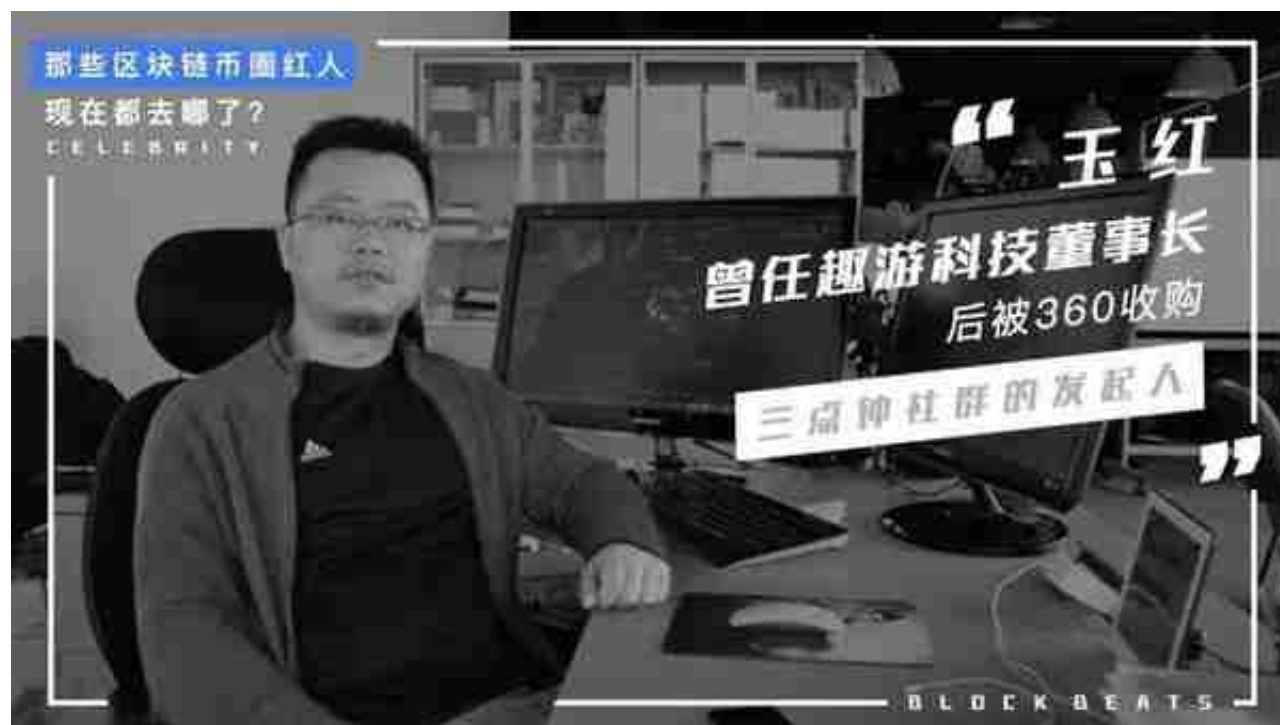 那些区块链币圈红人
现在都去哪了?
CELEBRITY
“ 玉红
曾任趣游科技董事长
后被360收购
三点钟社群的发起人
”
BLOCKBEATS